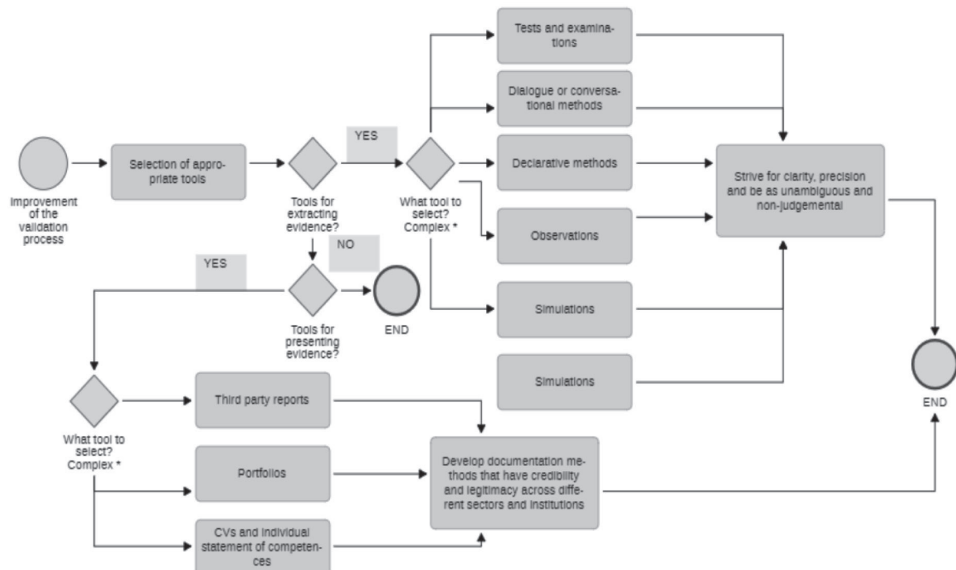 Tests and examina-
tions
Dialogue or conversa-
tional methods
YES
Selection of appro-
priate tools
Declarative methods
Strive for clarity, precision
and be as unambiguous and
non-judgemental
Improvement
of the
validation
process
Tools for
extracting
evidence?
What tool to
select?
Complex *
Observations
NO
YES
Simulations
Tools for
presenting
evidence?
END
Simulations
END
Third party reports
What tool to
select?
Complex *
Portfolios
Develop documentation me-
thods that have credibility
and legitimacy across diffe-
rent sectors and institutions
CVs and individual
statement of competen-
ces